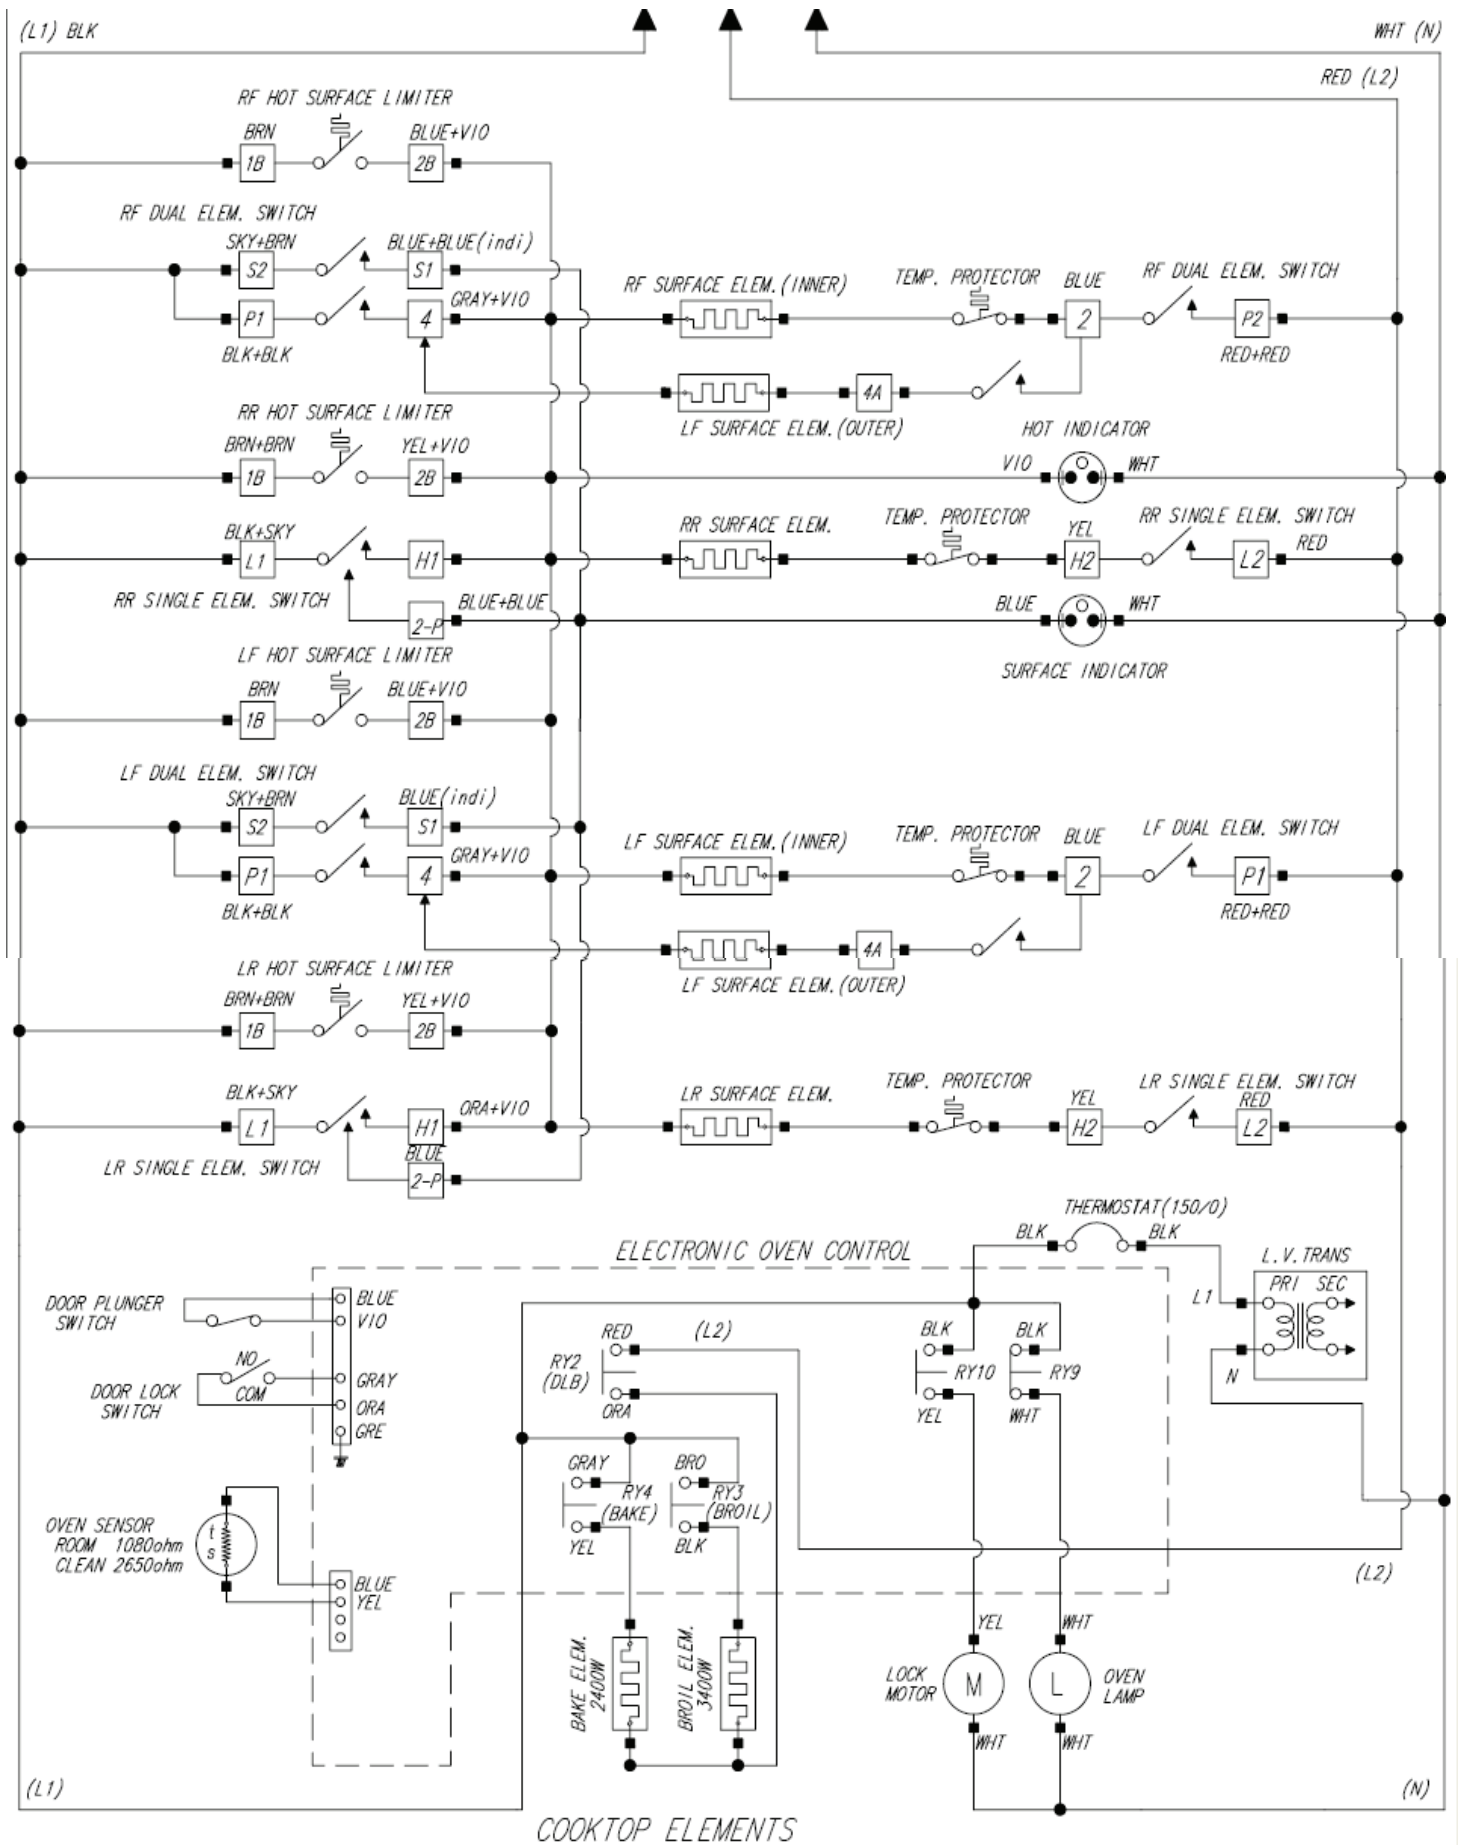 (L1) BLK
WHT (N)
RED (L2)
RF HOT SURFACE LIMITER
BRN
BLUE+VIO
1B
2B
RF DUAL ELEM. SWITCH
SKY+BRN
BLUE+BLUE(indi)
S2
S1
RF SURFACE ELEM.(INNER)
TEMP. PROTECTOR
BLUE
RF DUAL ELEM. SWITCH
GRAY+VIO
P1
4
2
P2
BLK+BLK
RED+RED
4A
RR HOT SURFACE LIMITER
LF SURFACE ELEM.(OUTER)
HOT INDICATOR
BRN+BRN
YEL+VIO
VIO
WHT
1B
2B
RR SURFACE ELEM.
TEMP. PROTECTOR
RR SINGLE ELEM. SWITCH
BLK+SKY
YEL
RED
L1
H1
H2
L2
RR SINGLE ELEM. SWITCH
BLUE+BLUE
BLUE
WHT
2-P
LF HOT SURFACE LIMITER
SURFACE INDICATOR
BRN
BLUE+VIO
1B
2B
LF DUAL ELEM. SWITCH
SKY+BRN
BLUE(indi)
S2
S1
LF SURFACE ELEM.(INNER)
TEMP. PROTECTOR
BLUE
LF DUAL ELEM. SWITCH
GRAY+VIO
P1
4
2
P1
BLK+BLK
RED+RED
4A
LR HOT SURFACE LIMITER
LF SURFACE ELEM.(OUTER)
BRN+BRN
YEL+VIO
1B
2B
BLK+SKY
ORA+VIO
LR SURFACE ELEM.
TEMP. PROTECTOR
YEL
LR SINGLE ELEM. SWITCH
RED
L1
H1
H2
L2
BLUE
LR SINGLE ELEM. SWITCH
2-P
THERMOSTAT(150/0)
BLK
BLK
ELECTRONIC OVEN CONTROL
L.V.TRANS
PRI SEC
L1
N
DOOR PLUNGER
SWITCH
BLUE
VIO
RED
(L2)
BLK
BLK
RY2
(DLB)
RY10
RY9
ORA
YEL
WHT
NO
COM
DOOR LOCK
SWITCH
GRAY
ORA
GRE
GRAY
BRO
RY4
(BAKE)
RY3
(BROIL)
YEL
BLK
OVEN SENSOR
ROOM 1080ohm
CLEAN 2650ohm
t
s
BLUE
YEL
(L2)
BAKE ELEM.
2400W
BROIL ELEM.
3400W
YEL
WHT
LOCK
MOTOR
M
L
OVEN
LAMP
WHT
WHT
(L1)
(N)
COOKTOP ELEMENTS